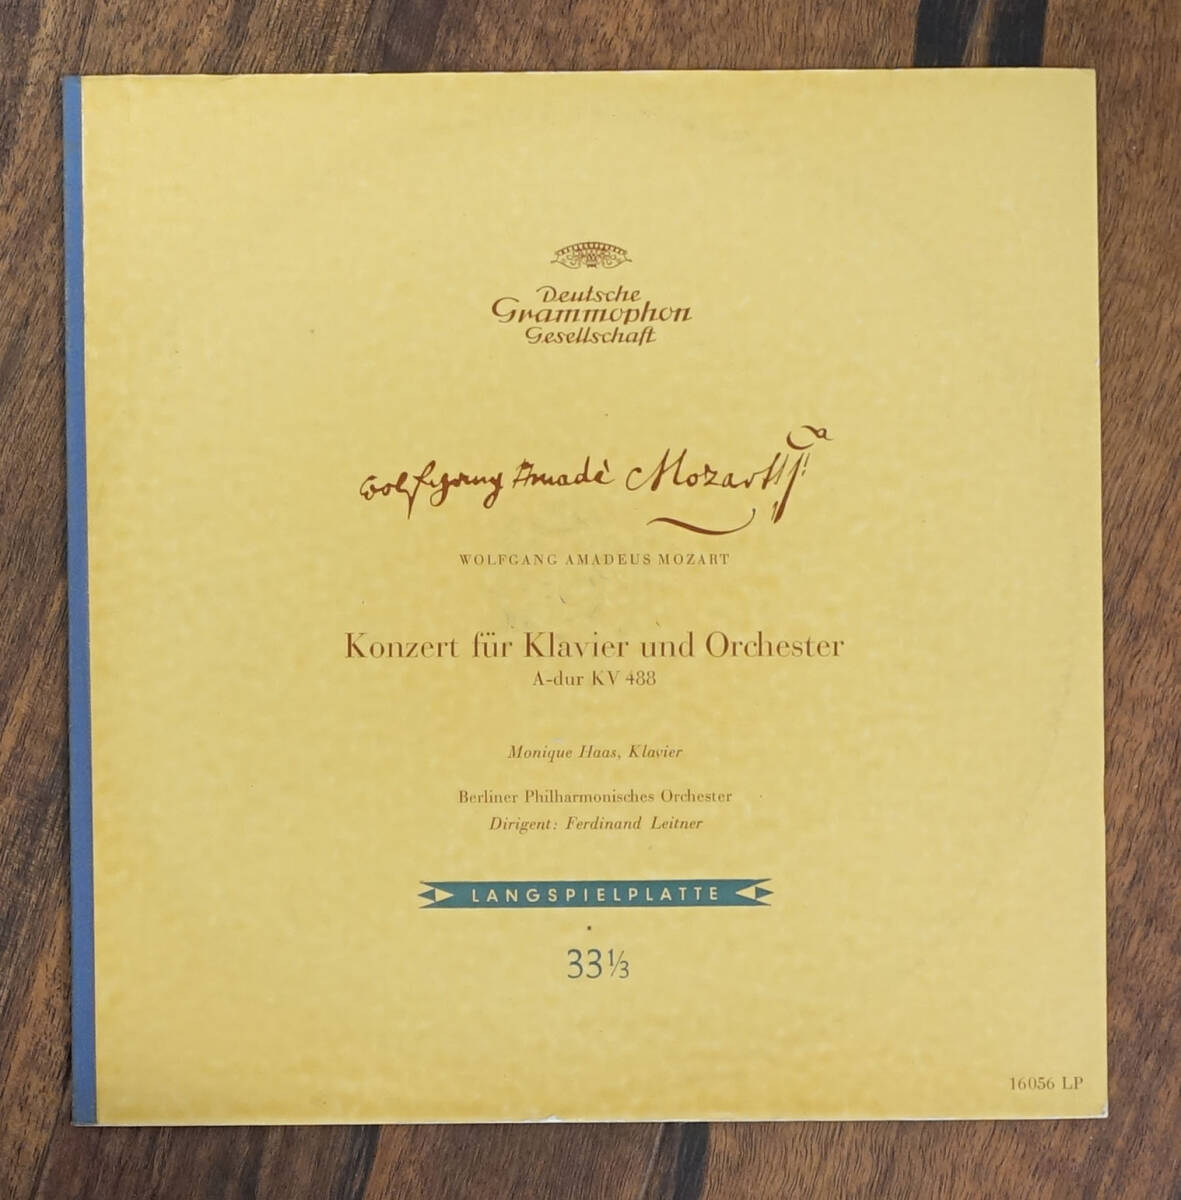 Deutsche
Grammophon
Gesellschaft
Wolfgang Amadè Mozart
WOLFGANG AMADEUS MOZART
Konzert für Klavier und Orchester
A-dur KV 488
Monique Haas, Klavier
Berliner Philharmonisches Orchester
Dirigent: Ferdinand Leitner
LANGSPIELPLATTE
33⅓
16056 LP